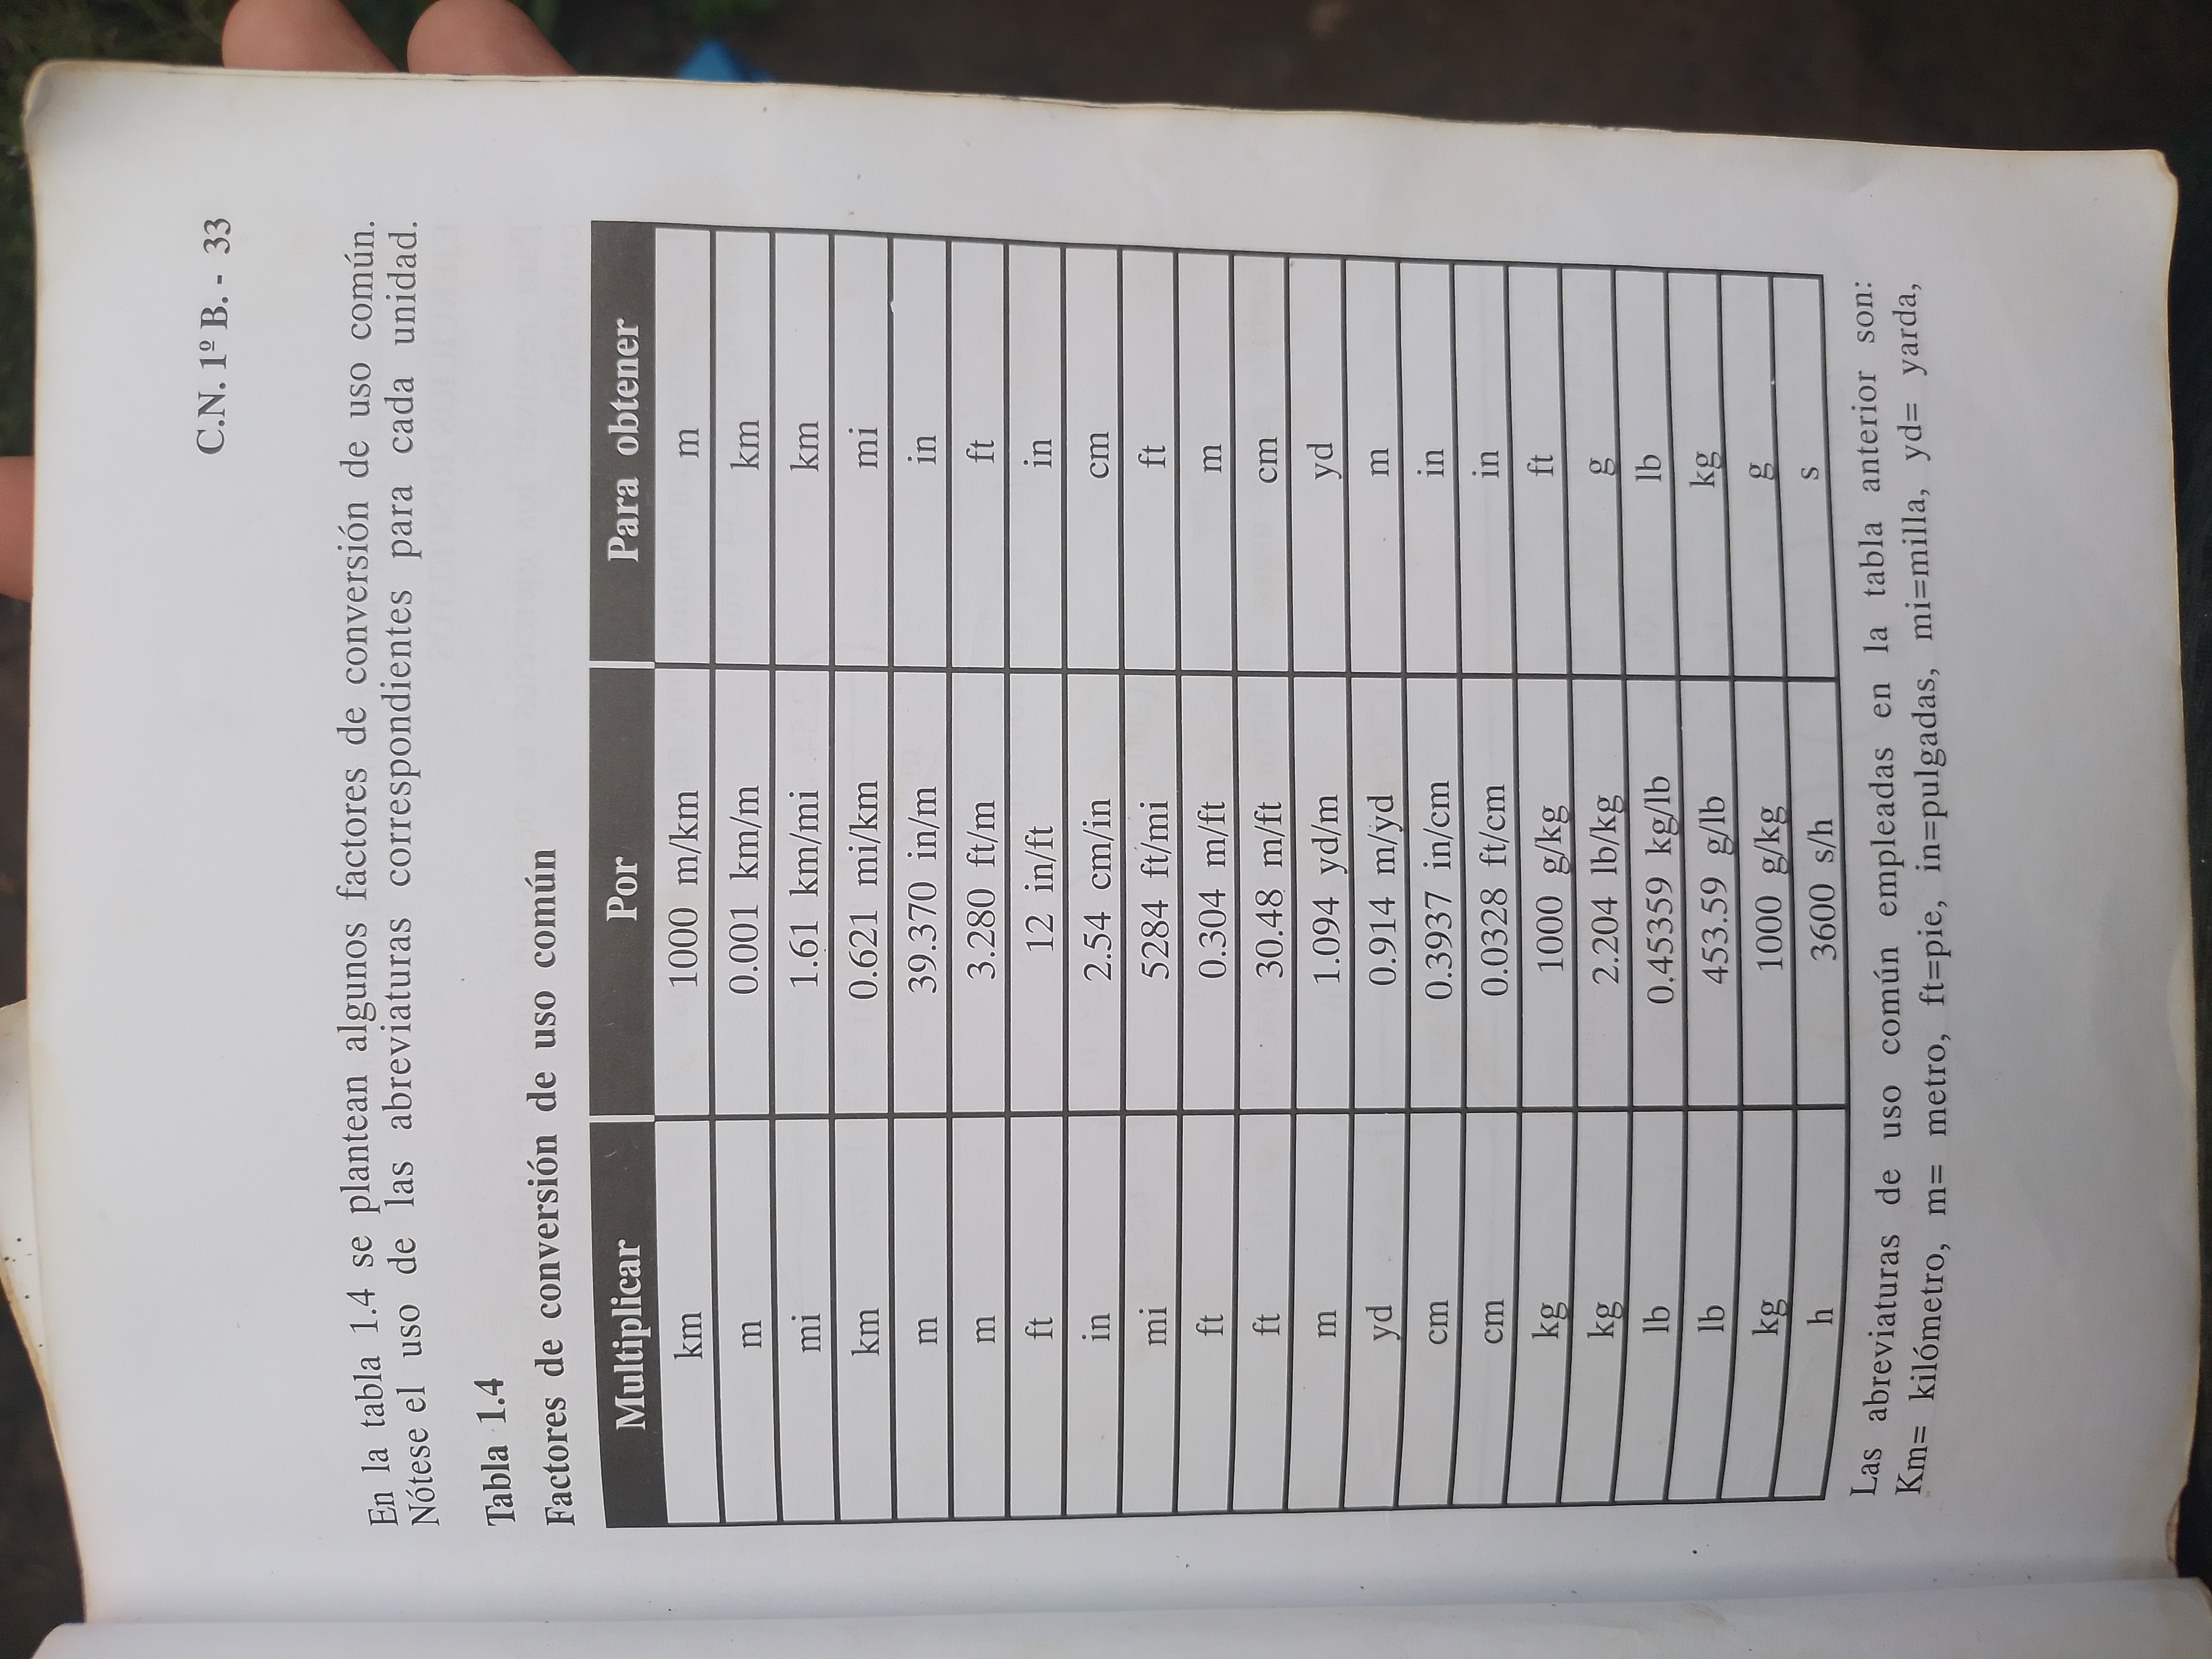 C.N. 1º B. - 33
En la tabla 1.4 se plantean algunos factores de conversión de uso común.
Nótese el uso de las abreviaturas correspondientes para cada unidad.
Tabla 1.4
Factores de conversión de uso común
Multiplicar Por Para obtener
km 1000 m/km m
m 0.001 km/m km
mi 1.61 km/mi km
km 0.621 mi/km mi
m 39.370 in/m in
m 3.280 ft/m ft
ft 12 in/ft in
in 2.54 cm/in cm
mi 5284 ft/mi ft
ft 0.304 m/ft m
ft 30.48 m/ft cm
m 1.094 yd/m yd
yd 0.914 m/yd m
cm 0.3937 in/cm in
cm 0.0328 ft/cm in
kg 1000 g/kg ft
kg 2.204 lb/kg g
lb 0.45359 kg/lb lb
lb 453.59 g/lb kg
kg 1000 g/kg g
h 3600 s/h s
Las abreviaturas de uso común empleadas en la tabla anterior son:
Km= kilómetro, m= metro, ft=pie, in=pulgadas, mi=milla, yd= yarda,